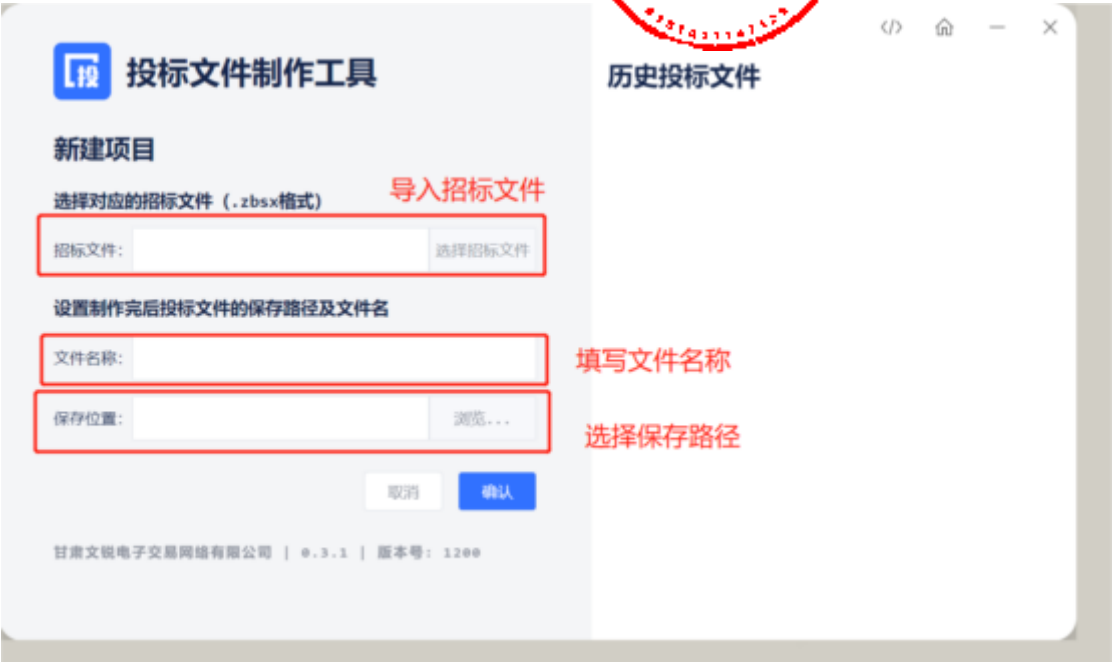 投标文件制作工具
历史投标文件
新建项目
导入招标文件
选择对应的招标文件（.zbsx格式）
招标文件：
选择招标文件
设置制作完后投标文件的保存路径及文件名
文件名称：
填写文件名称
保存位置：
浏览...
选择保存路径
取消
确认
甘肃文锐电子交易网络有限公司 | 0.3.1 | 版本号：1200